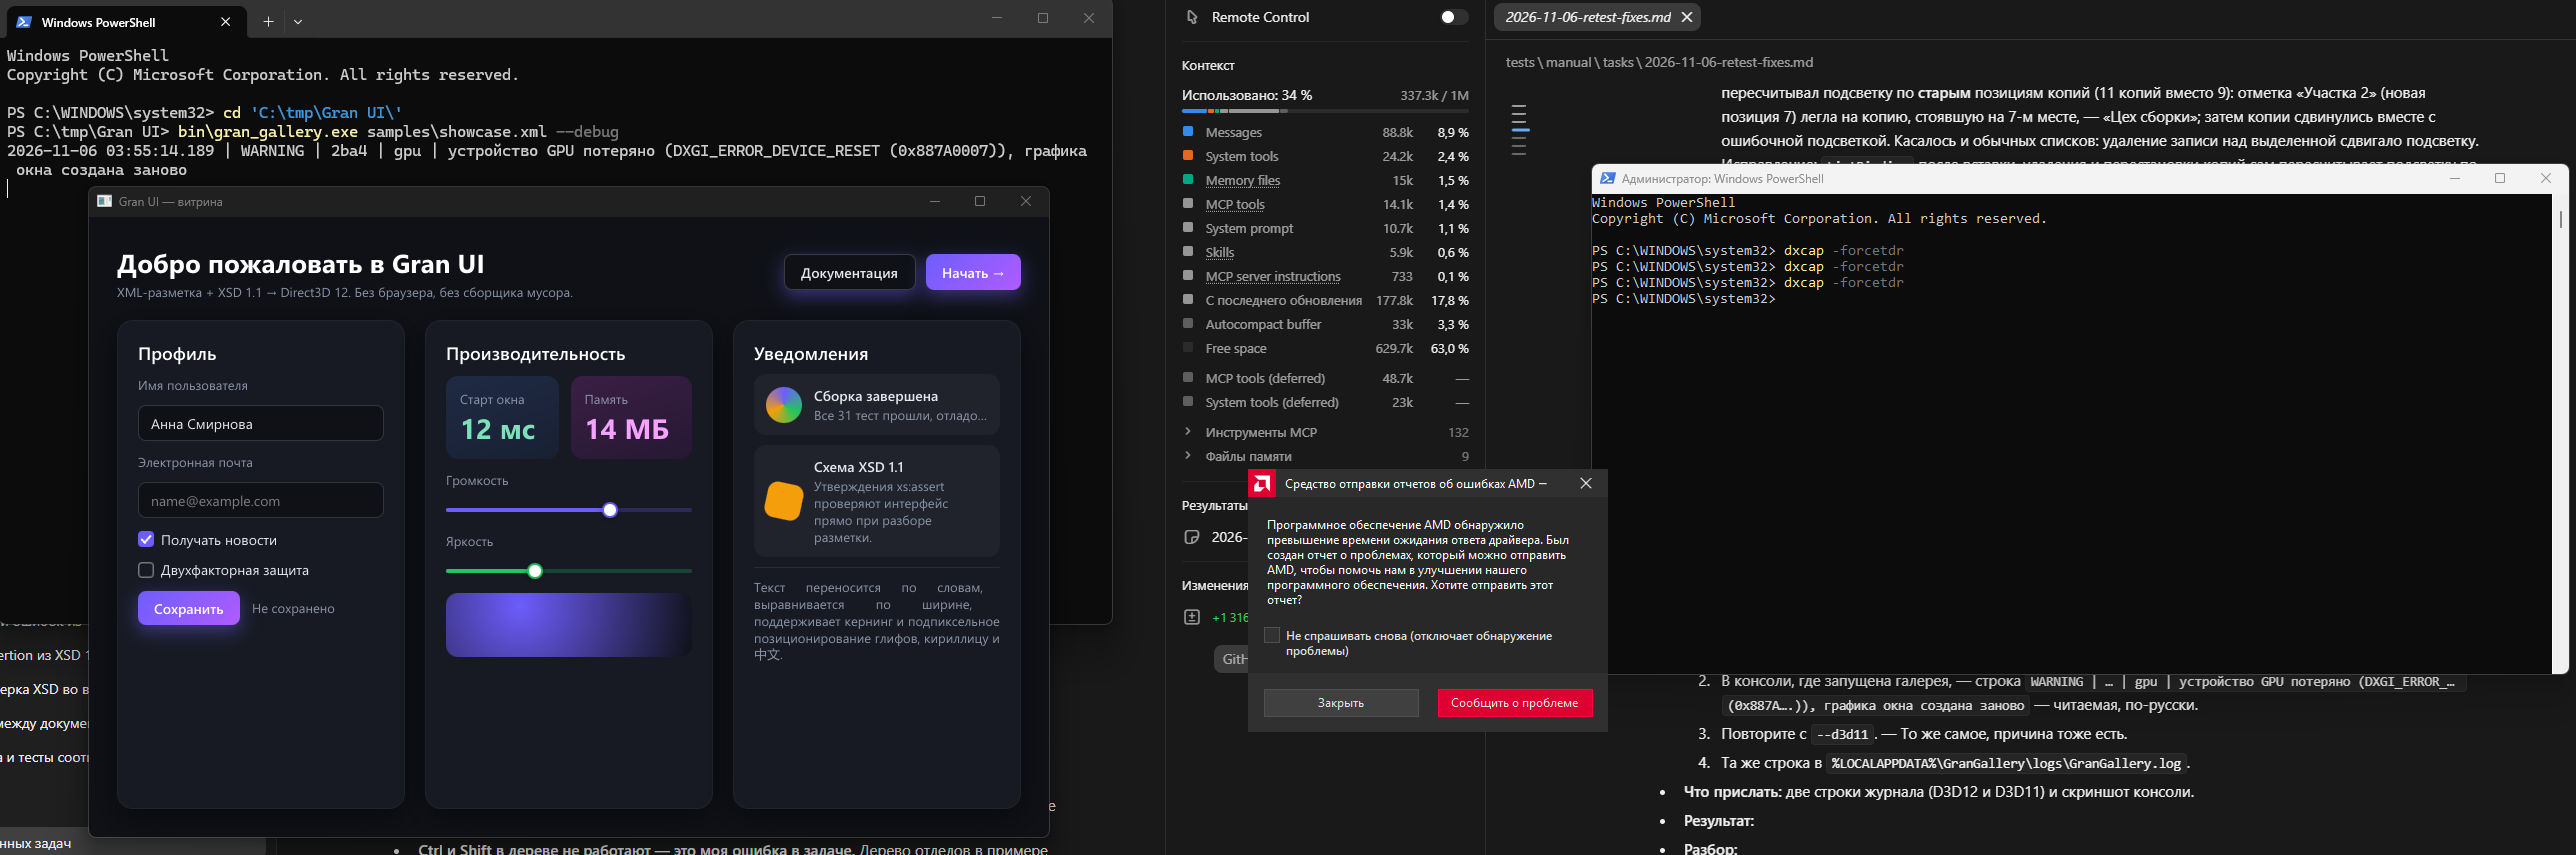 Windows PowerShell
Windows PowerShell
Copyright (C) Microsoft Corporation. All rights reserved.
PS C:\WINDOWS\system32> cd 'C:\tmp\Gran UI\'
PS C:\tmp\Gran UI> bin\gran_gallery.exe samples\showcase.xml --debug
2026-11-06 03:55:14.189 | WARNING | 2ba4 | gpu | устройство GPU потеряно (DXGI_ERROR_DEVICE_RESET (0x887A0007)), графика
окна создана заново
Gran UI — витрина
Добро пожаловать в Gran UI
XML-разметка + XSD 1.1 → Direct3D 12. Без браузера, без сборщика мусора.
Документация
Начать →
Профиль
Имя пользователя
Анна Смирнова
Электронная почта
name@example.com
Получать новости
Двухфакторная защита
Сохранить
Не сохранено
Производительность
Старт окна
12 мс
Память
14 МБ
Громкость
Яркость
Уведомления
Сборка завершена
Все 31 тест прошли, отладо...
Схема XSD 1.1
Утверждения xs:assert
проверяют интерфейс
прямо при разборе
разметки.
Текст переносится по словам,
выравнивается по ширине,
поддерживает кернинг и подпиксельное
позиционирование глифов, кириллицу и
中文.
ertion из XSD 1
ерка XSD во в
между докуме
а и тесты соот
нных задач
е
Ctrl и Shift в дереве не работают — это моя ошибка в задаче. Дерево отделов в примере
Remote Control
Контекст
Использовано: 34 %
337.3k / 1M
Messages 88.8k 8,9 %
System tools 24.2k 2,4 %
Memory files 15k 1,5 %
MCP tools 14.1k 1,4 %
System prompt 10.7k 1,1 %
Skills 5.9k 0,6 %
MCP server instructions 733 0,1 %
С последнего обновления 177.8k 17,8 %
Autocompact buffer 33k 3,3 %
Free space 629.7k 63,0 %
MCP tools (deferred) 48.7k —
System tools (deferred) 23k —
Инструменты MCP 132
Файлы памяти 9
Результаты
2026-
Изменения
+1 316
GitH
Средство отправки отчетов об ошибках AMD —
Программное обеспечение AMD обнаружило
превышение времени ожидания ответа драйвера. Был
создан отчет о проблемах, который можно отправить
AMD, чтобы помочь нам в улучшении нашего
программного обеспечения. Хотите отправить этот
отчет?
Не спрашивать снова (отключает обнаружение
проблемы)
Закрыть
Сообщить о проблеме
2026-11-06-retest-fixes.md
tests \ manual \ tasks \ 2026-11-06-retest-fixes.md
пересчитывал подсветку по старым позициям копий (11 копий вместо 9): отметка «Участка 2» (новая
позиция 7) легла на копию, стоявшую на 7-м месте, — «Цех сборки»; затем копии сдвинулись вместе с
ошибочной подсветкой. Касалось и обычных списков: удаление записи над выделенной сдвигало подсветку.
Администратор: Windows PowerShell
Windows PowerShell
Copyright (C) Microsoft Corporation. All rights reserved.
PS C:\WINDOWS\system32> dxcap -forcetdr
PS C:\WINDOWS\system32> dxcap -forcetdr
PS C:\WINDOWS\system32> dxcap -forcetdr
PS C:\WINDOWS\system32>
2. В консоли, где запущена галерея, — строка WARNING | … | gpu | устройство GPU потеряно (DXGI_ERROR_…
(0x887A….)), графика окна создана заново — читаемая, по-русски.
3. Повторите с --d3d11. — То же самое, причина тоже есть.
4. Та же строка в %LOCALAPPDATA%\GranGallery\logs\GranGallery.log.
Что прислать: две строки журнала (D3D12 и D3D11) и скриншот консоли.
Результат:
Разбор: